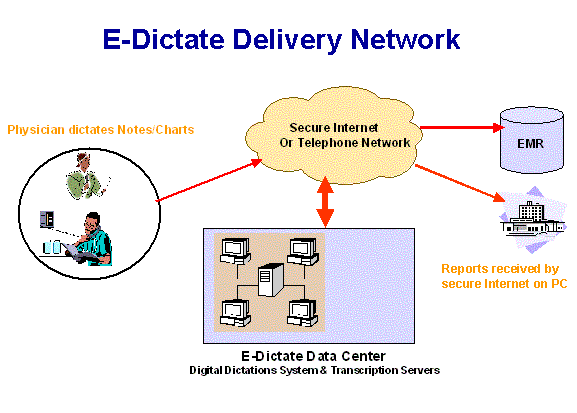 E-Dictate Delivery Network
Physician dictates Notes/Charts
Secure Internet
Or Telephone Network
EMR
Reports received by
secure Internet on PC
E-Dictate Data Center
Digital Dictations System & Transcription Servers